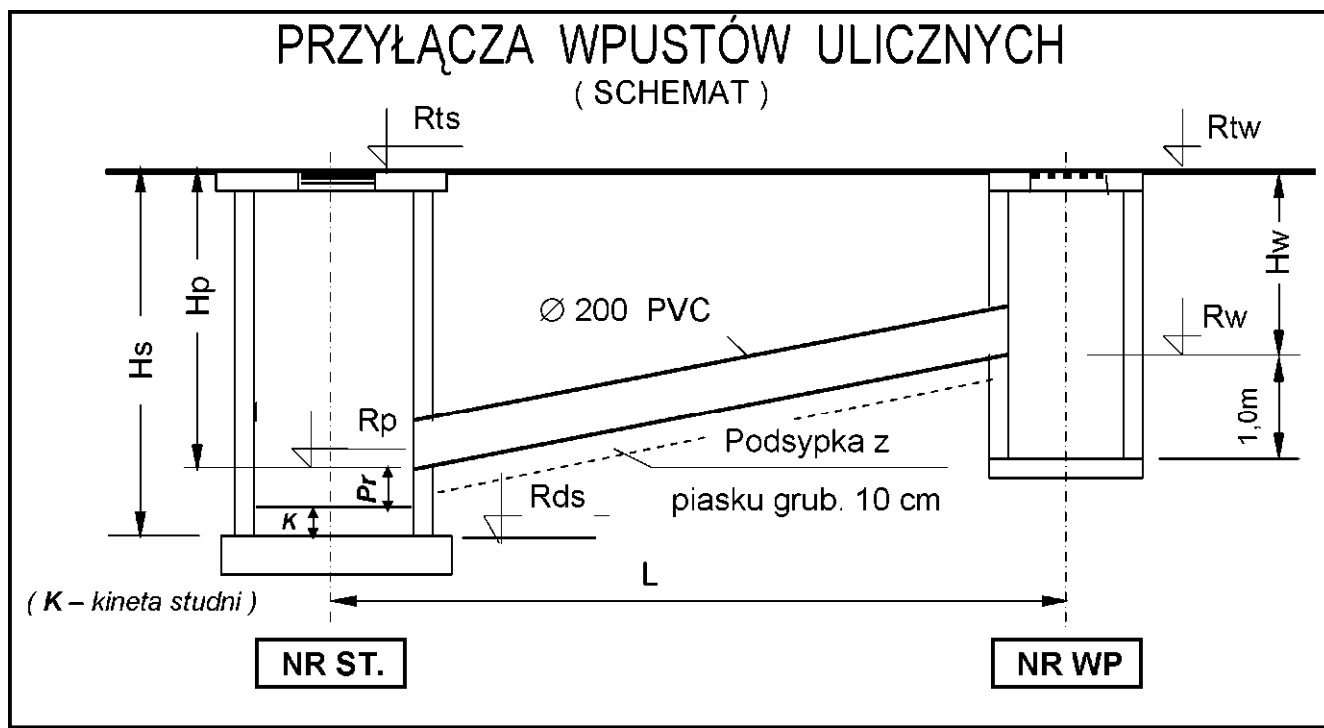 PRZYŁĄCZA WPUSTÓW ULICZNYCH
( SCHEMAT )
Rts
Rtw
Hs
Hp
Hw
Ø 200 PVC
Rw
Rp
1,0m
Podsypka z
piasku grub. 10 cm
Pr
K
Rds
L
( K – kineta studni )
NR ST.
NR WP